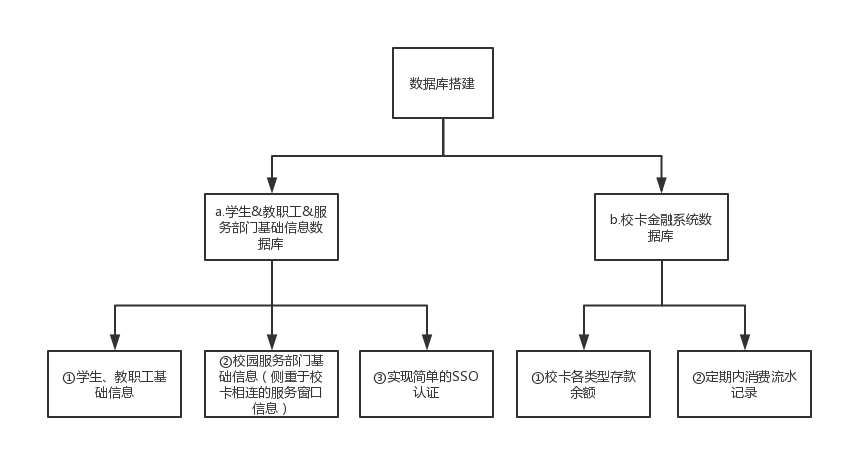 数据库搭建
a.学生&教职工&服
务部门基础信息数
据库
b.校卡金融系统数
据库
①学生、教职工基
础信息
②校园服务部门基
础信息（侧重于校
卡相连的服务窗口
信息）
③实现简单的SSO
认证
①校卡各类型存款
余额
②定期内消费流水
记录